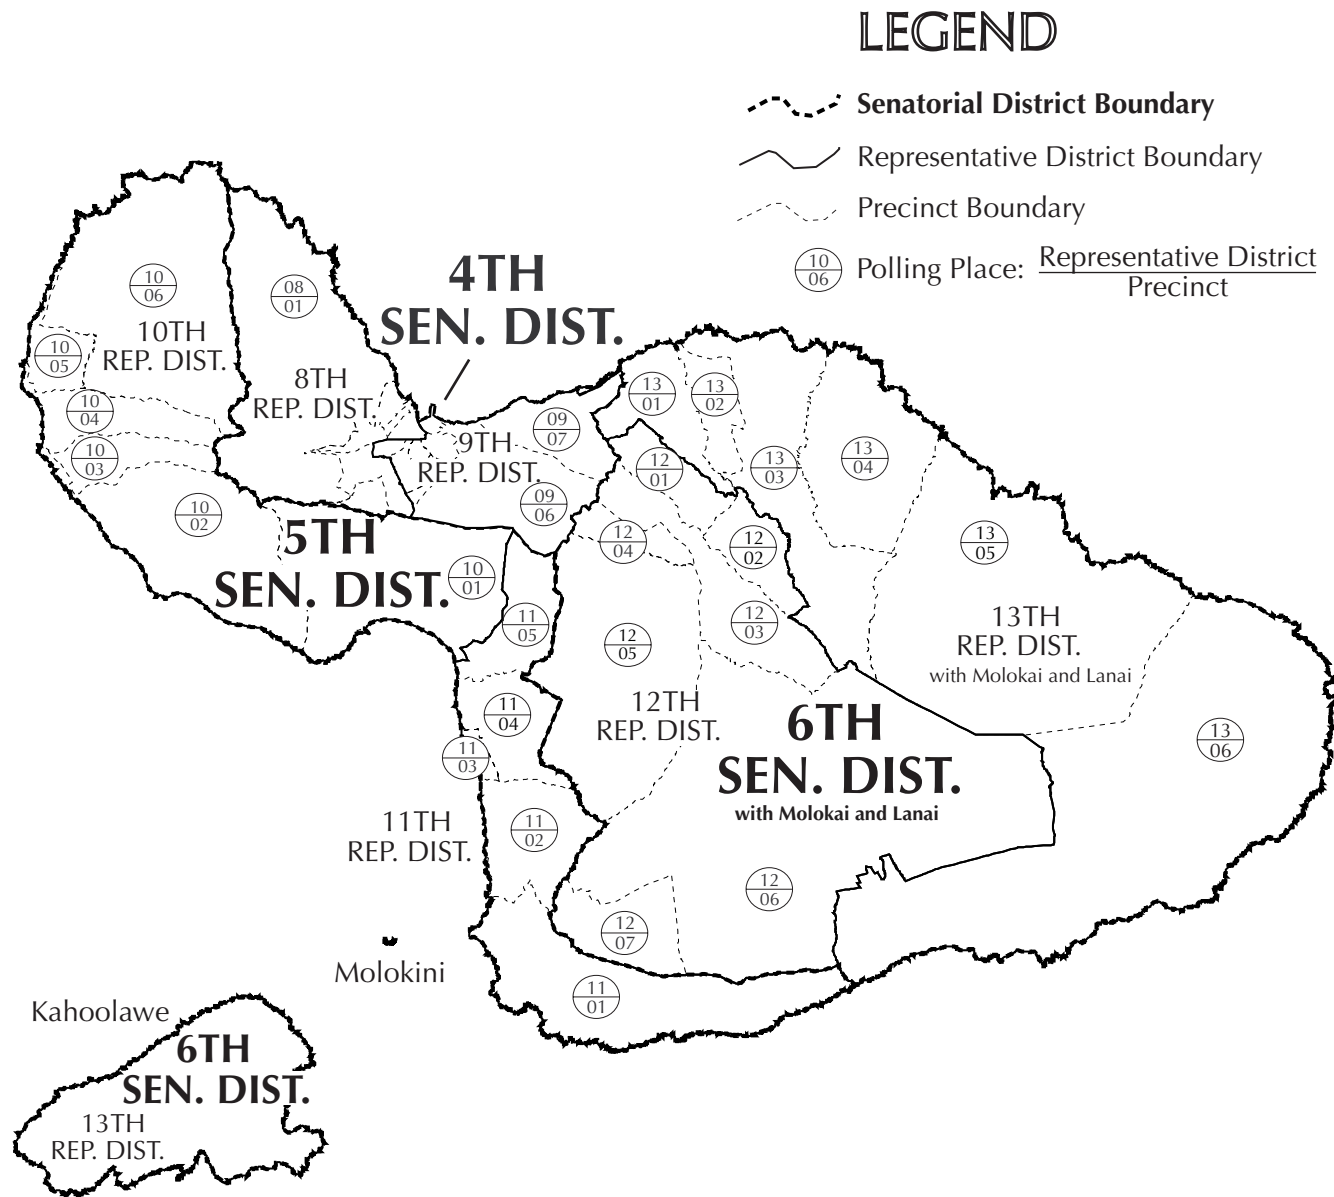 LEGEND
Senatorial District Boundary
Representative District Boundary
Precinct Boundary
10
06
Polling Place:
Representative District
Precinct
4TH
SEN. DIST.
10
06
10TH
REP. DIST.
08
01
8TH
REP. DIST.
10
05
10
04
10
03
10
02
9TH
REP. DIST.
09
07
09
06
13
01
13
02
13
03
13
04
12
01
12
02
12
03
12
04
12
05
13
05
5TH
SEN. DIST.
10
01
11
05
11
04
11
03
11
02
11TH
REP. DIST.
12TH
REP. DIST.
6TH
SEN. DIST.
with Molokai and Lanai
13TH
REP. DIST.
with Molokai and Lanai
13
06
12
06
12
07
11
01
Molokini
Kahoolawe
6TH
SEN. DIST.
13TH
REP. DIST.